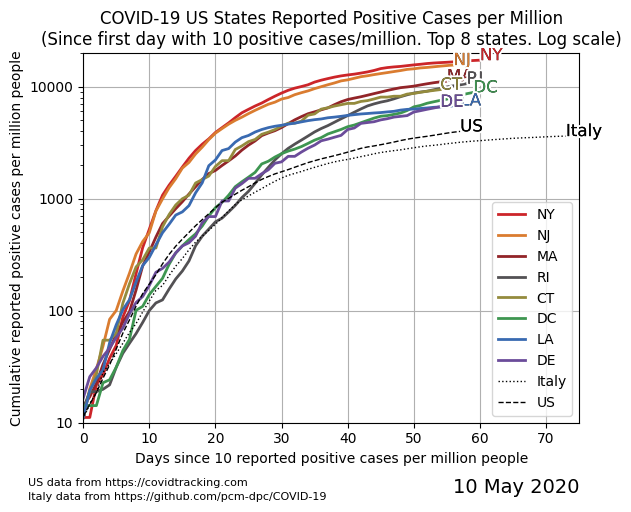 COVID-19 US States Reported Positive Cases per Million
(Since first day with 10 positive cases/million. Top 8 states. Log scale)
Cumulative reported positive cases per million people
10000
1000
100
10
NY
NJ
MA
RI
CT
DC
DE
LA
US
Italy
NY
NJ
MA
RI
CT
DC
LA
DE
Italy
US
0
10
20
30
40
50
60
70
Days since 10 reported positive cases per million people
US data from https://covidtracking.com
Italy data from https://github.com/pcm-dpc/COVID-19
10 May 2020